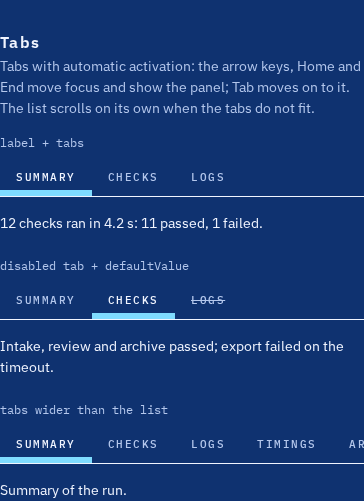 Tabs
Tabs with automatic activation: the arrow keys, Home and
End move focus and show the panel; Tab moves on to it.
The list scrolls on its own when the tabs do not fit.
label + tabs
SUMMARY CHECKS LOGS
12 checks ran in 4.2 s: 11 passed, 1 failed.
disabled tab + defaultValue
SUMMARY CHECKS LOGS
Intake, review and archive passed; export failed on the
timeout.
tabs wider than the list
SUMMARY CHECKS LOGS TIMINGS AR
Summary of the run.